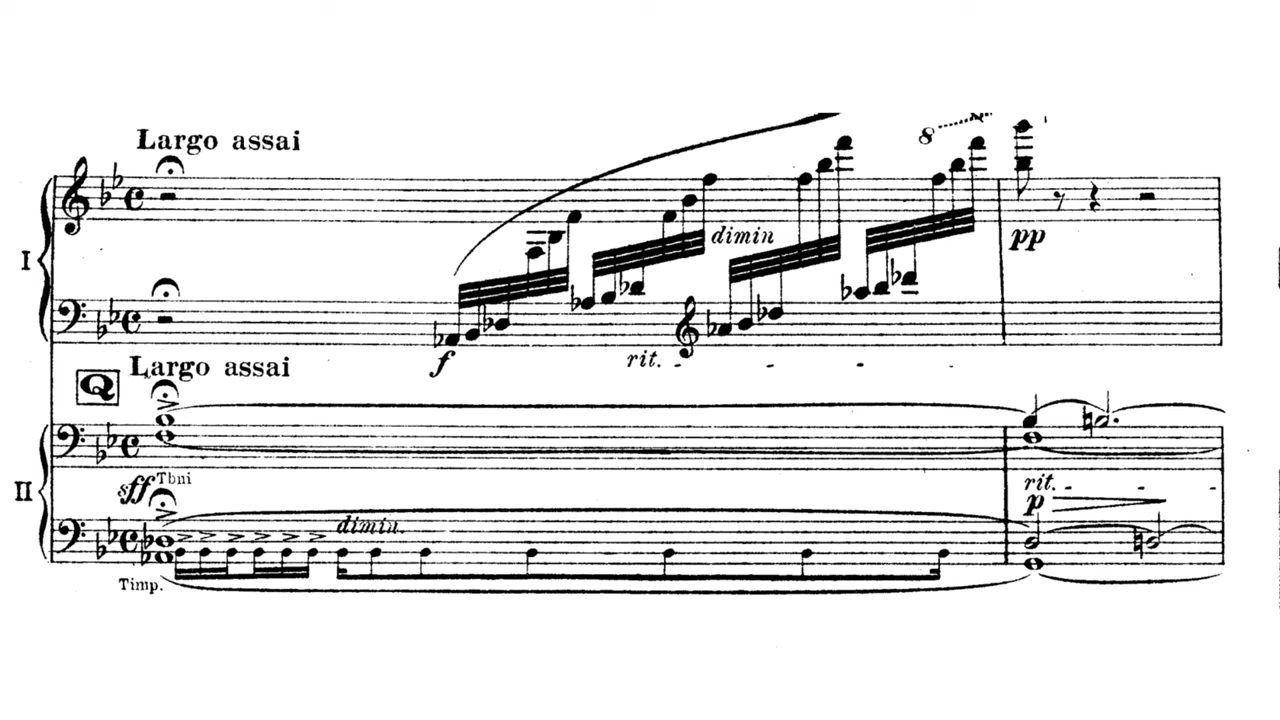 Largo assai
8
I
dimin
pp
f
rit.
Largo assai
Q
sff Tbni
rit.
II
p
dimin.
Timp.